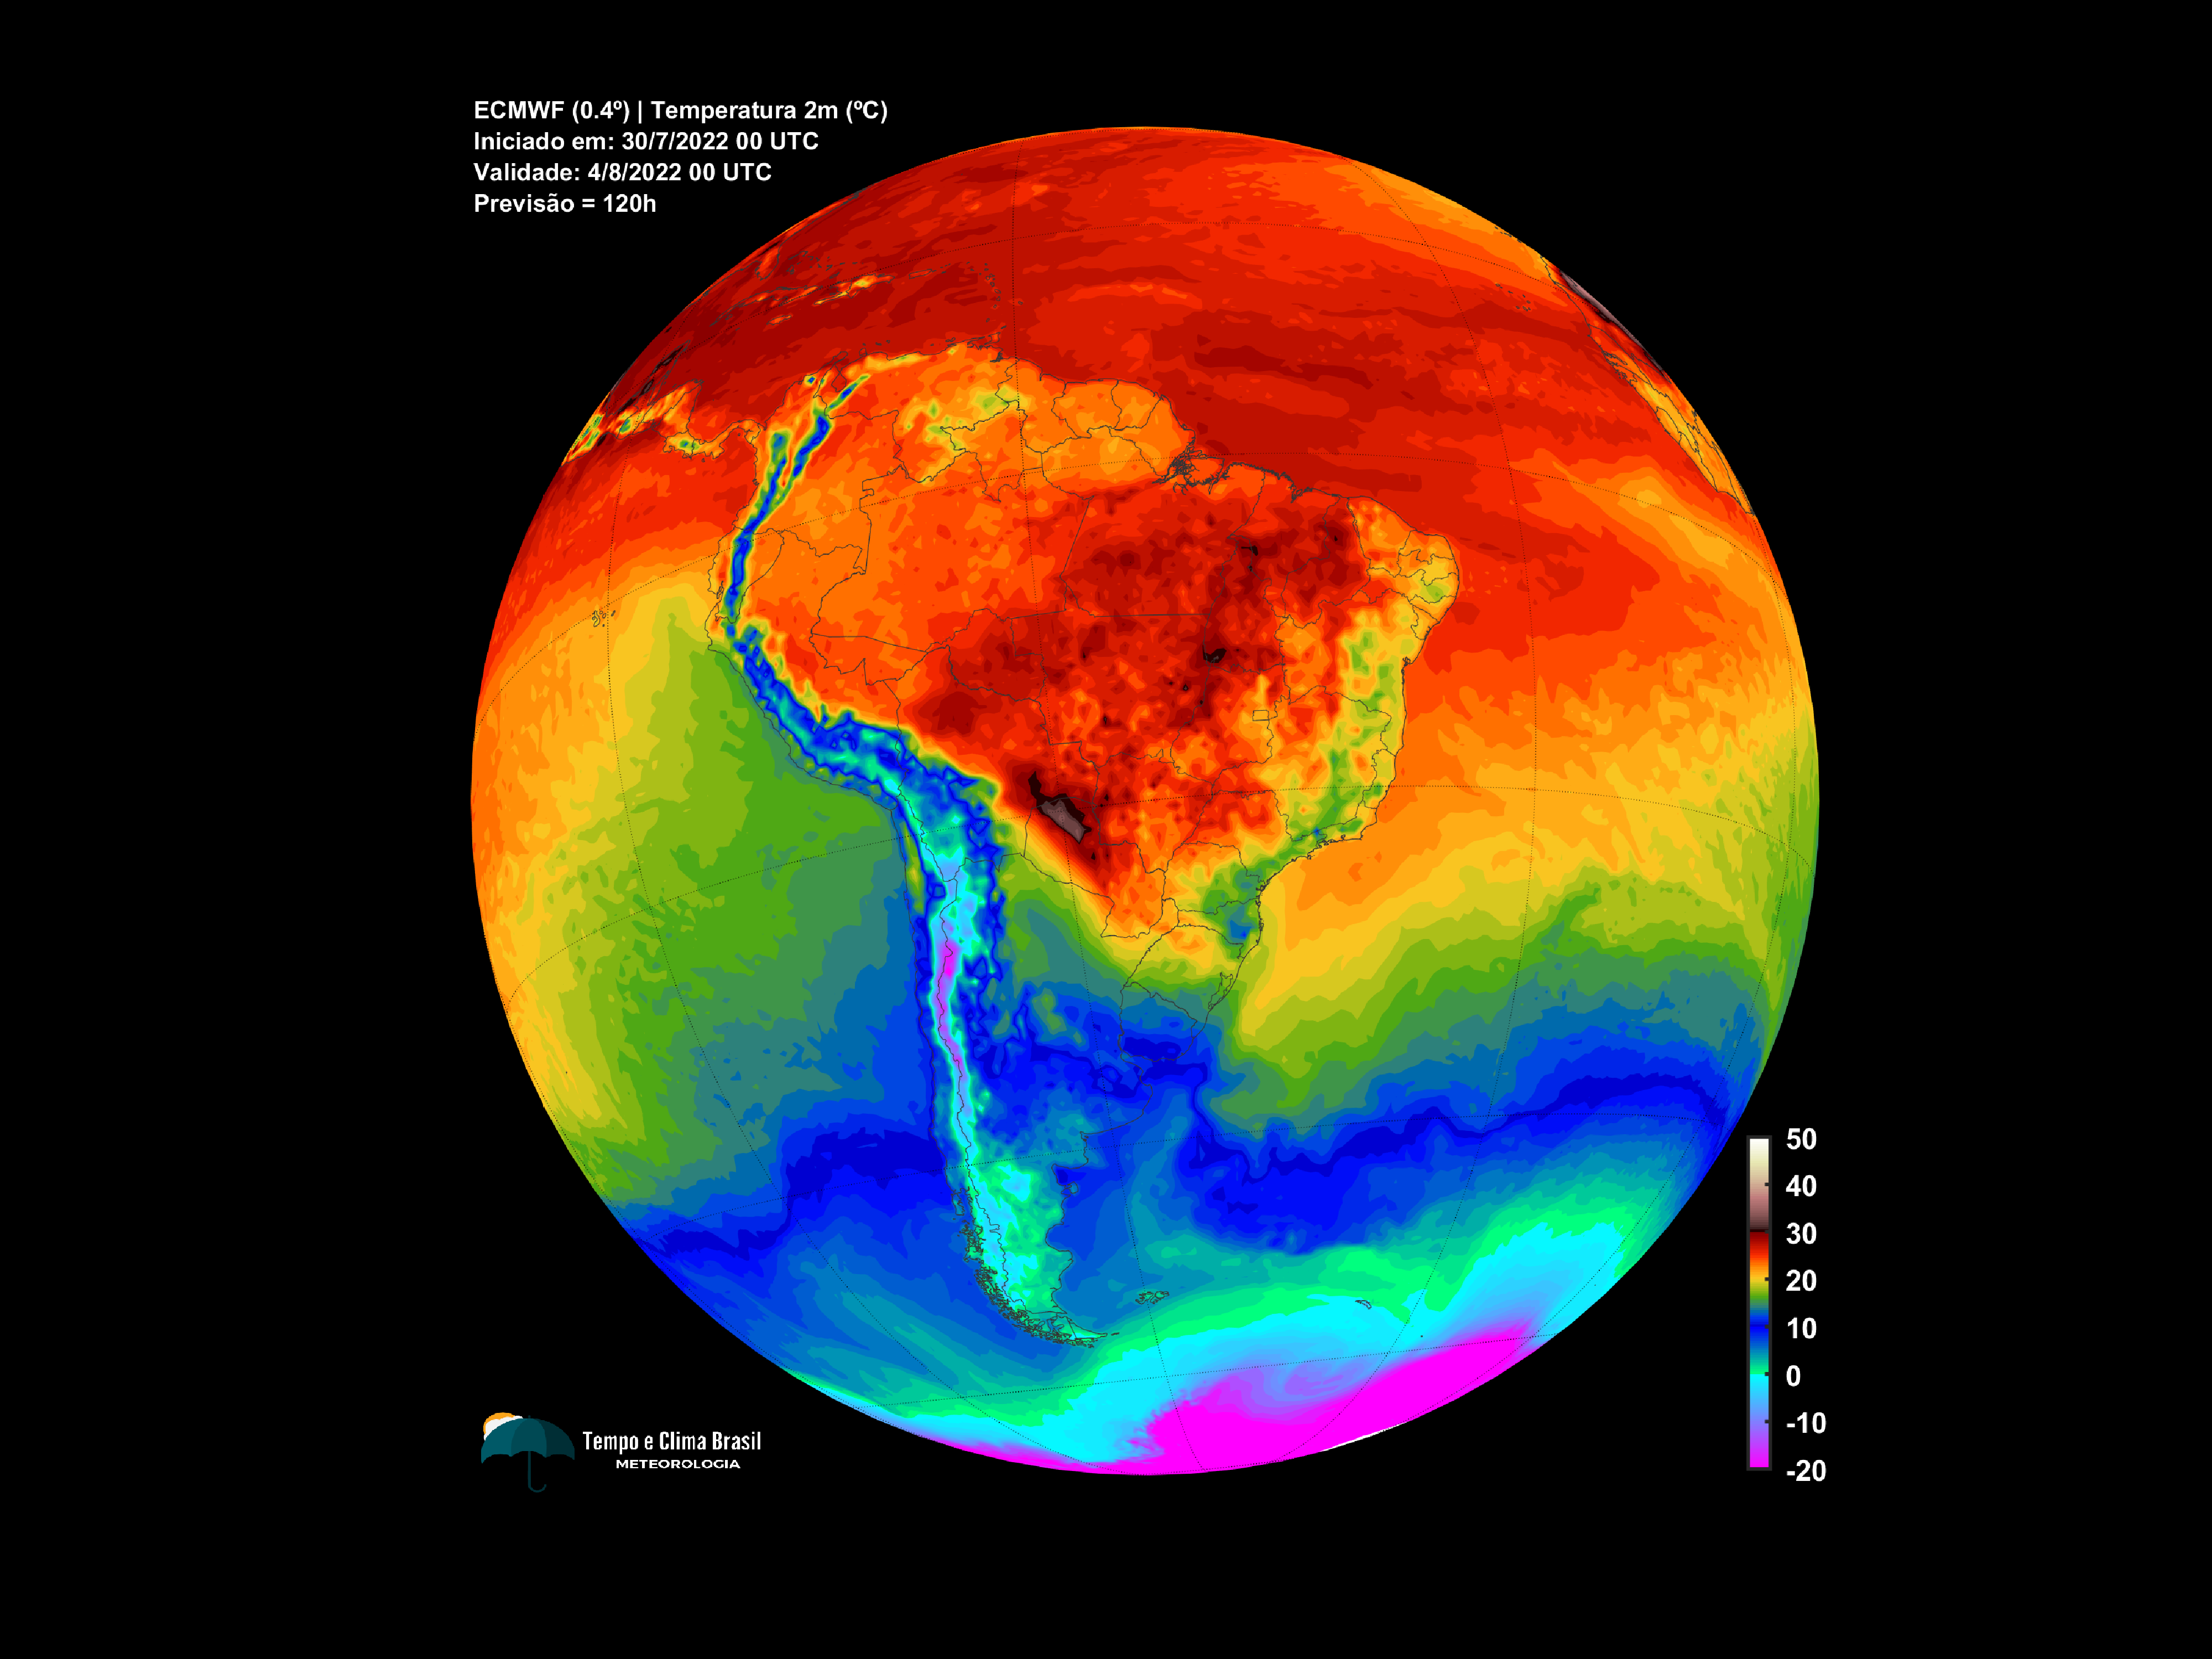 ECMWF (0.4º) | Temperatura 2m (ºC)
Iniciado em: 30/7/2022 00 UTC
Validade: 4/8/2022 00 UTC
Previsão = 120h
50
40
30
20
10
0
-10
-20
Tempo e Clima Brasil
METEOROLOGIA